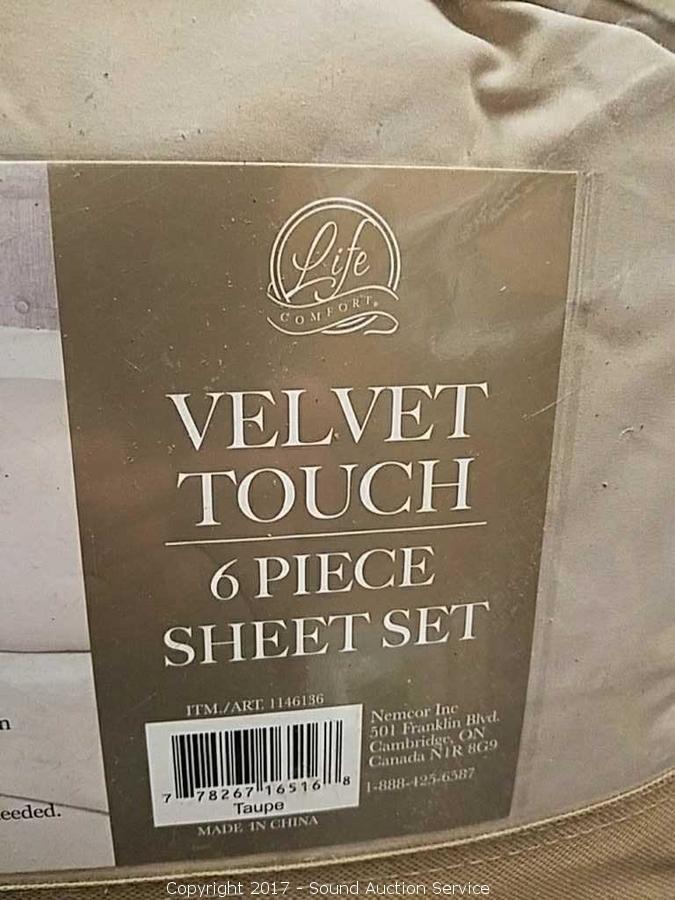 Life
COMFORT®
VELVET
TOUCH
6 PIECE
SHEET SET
ITM./ART. 1146136
7 78267 16516 8
Taupe
MADE IN CHINA
Nemcor Inc
501 Franklin Blvd.
Cambridge, ON
Canada N1R 8G9
1-888-425-6587
eeded.
Copyright 2017 - Sound Auction Service